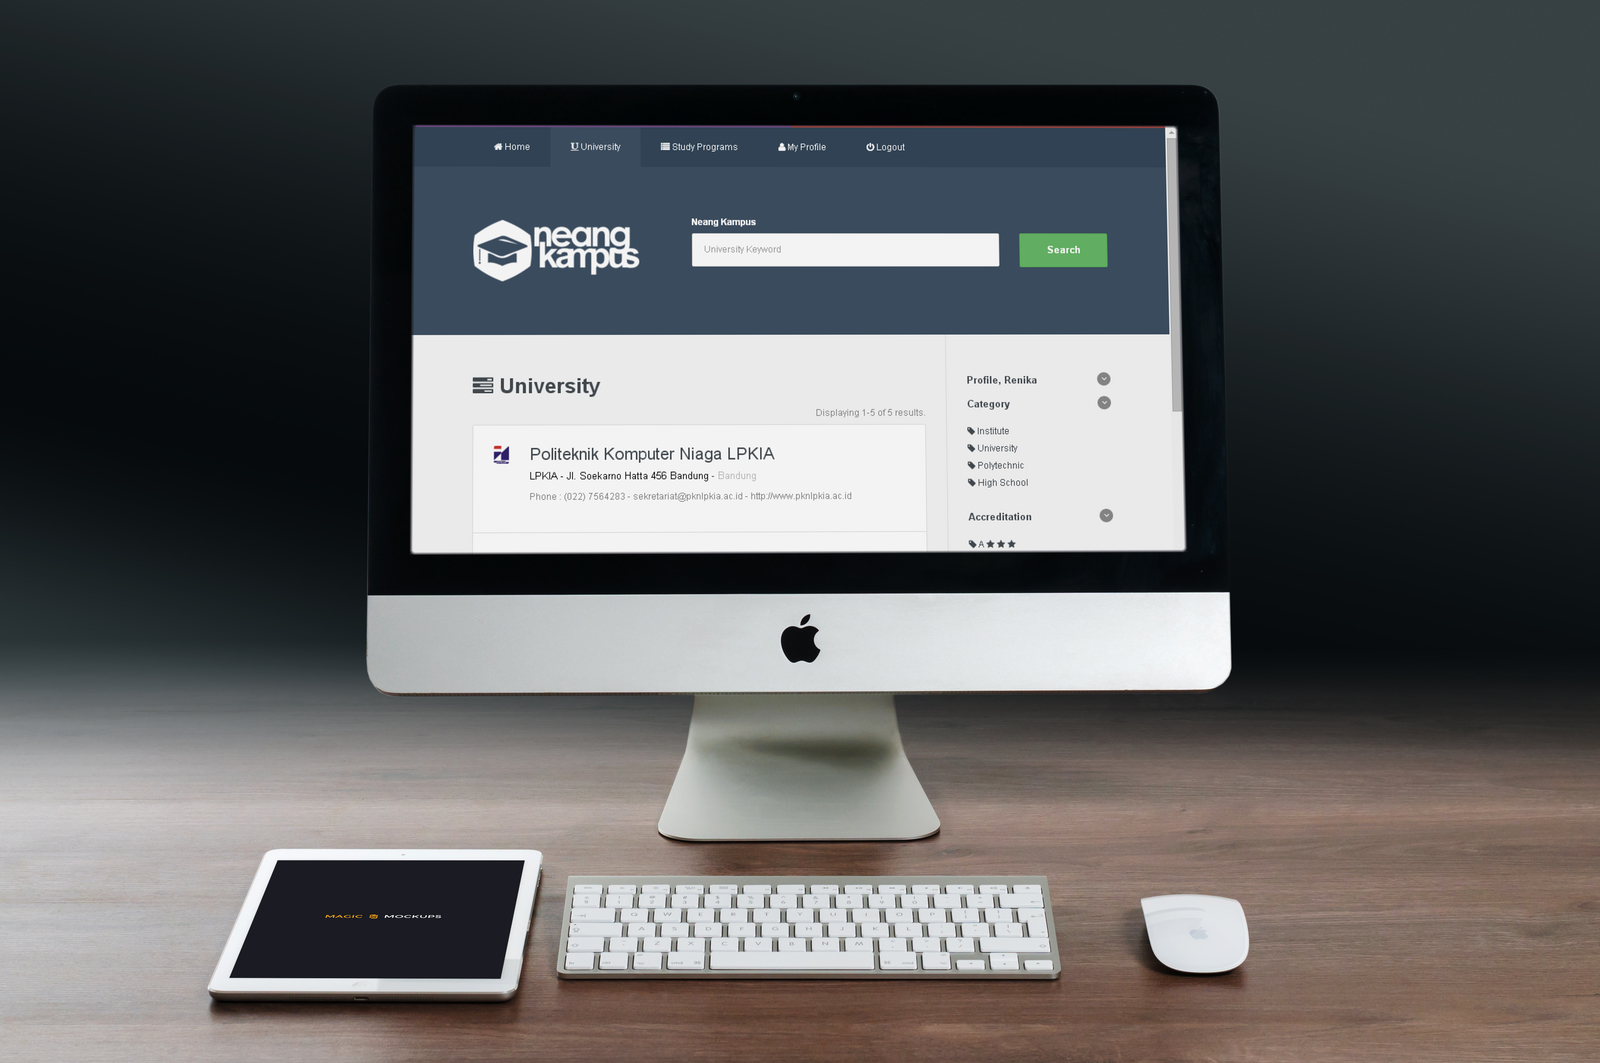 Home University Study Programs My Profile Logout
neang
kampus
Neang Kampus
University Keyword
Search
University
Displaying 1-5 of 5 results.
Politeknik Komputer Niaga LPKIA
LPKIA - Jl. Soekarno Hatta 456 Bandung - Bandung
Phone : (022) 7564283 - sekretariat@pknlpkia.ac.id - http://www.pknlpkia.ac.id
Profile, Renika
Category
Institute
University
Polytechnic
High School
Accreditation
A
MAGIC MOCKUPS
Q W E R T Y U I O P
A S D F G H J K L
Z X C V B N M